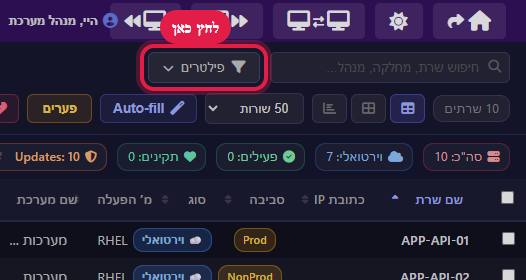 היי, מנהל מערכת
לחץ כאן
חיפוש שרת, מחלקה, מנהל... פילטרים
10 שרתים 50 שורות Auto-fill פערים
סה"כ: 10 וירטואלי: 7 פעילים: 0 תקינים: 0 Updates: 10
שם שרת כתובת IP סביבה סוג מ' הפעלה שם מערכת
APP-API-01 Prod וירטואלי RHEL מערכות ...
APP-API-02 NonProd וירטואלי RHEL מערכות